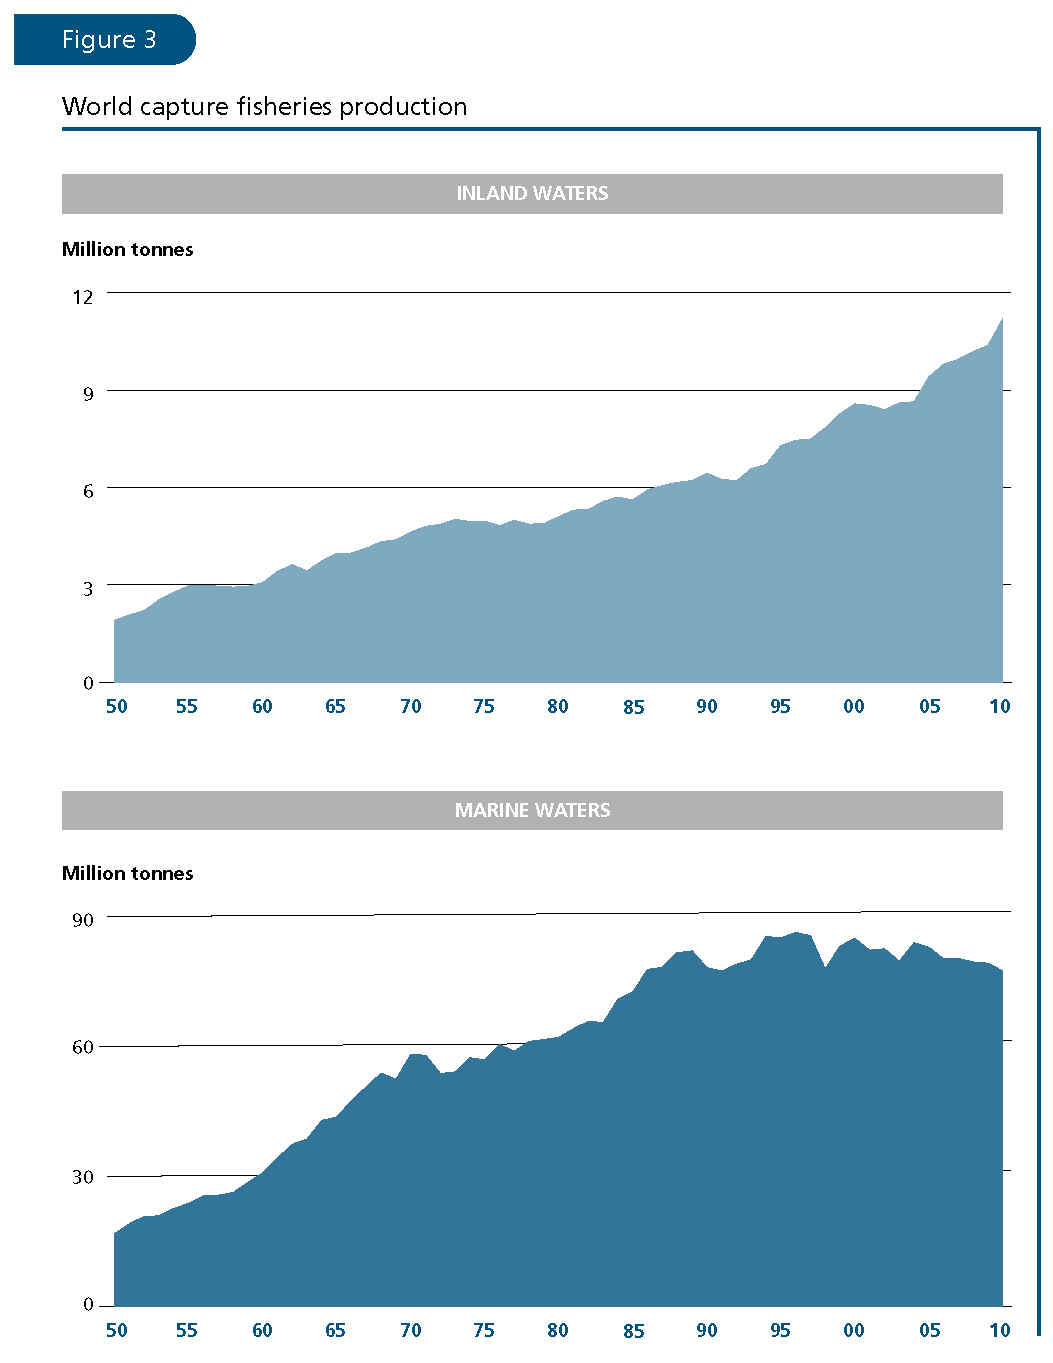 Figure 3
World capture fisheries production
INLAND WATERS
Million tonnes
12
9
6
3
0
50 55 60 65 70 75 80 85 90 95 00 05 10
MARINE WATERS
Million tonnes
90
60
30
0
50 55 60 65 70 75 80 85 90 95 00 05 10